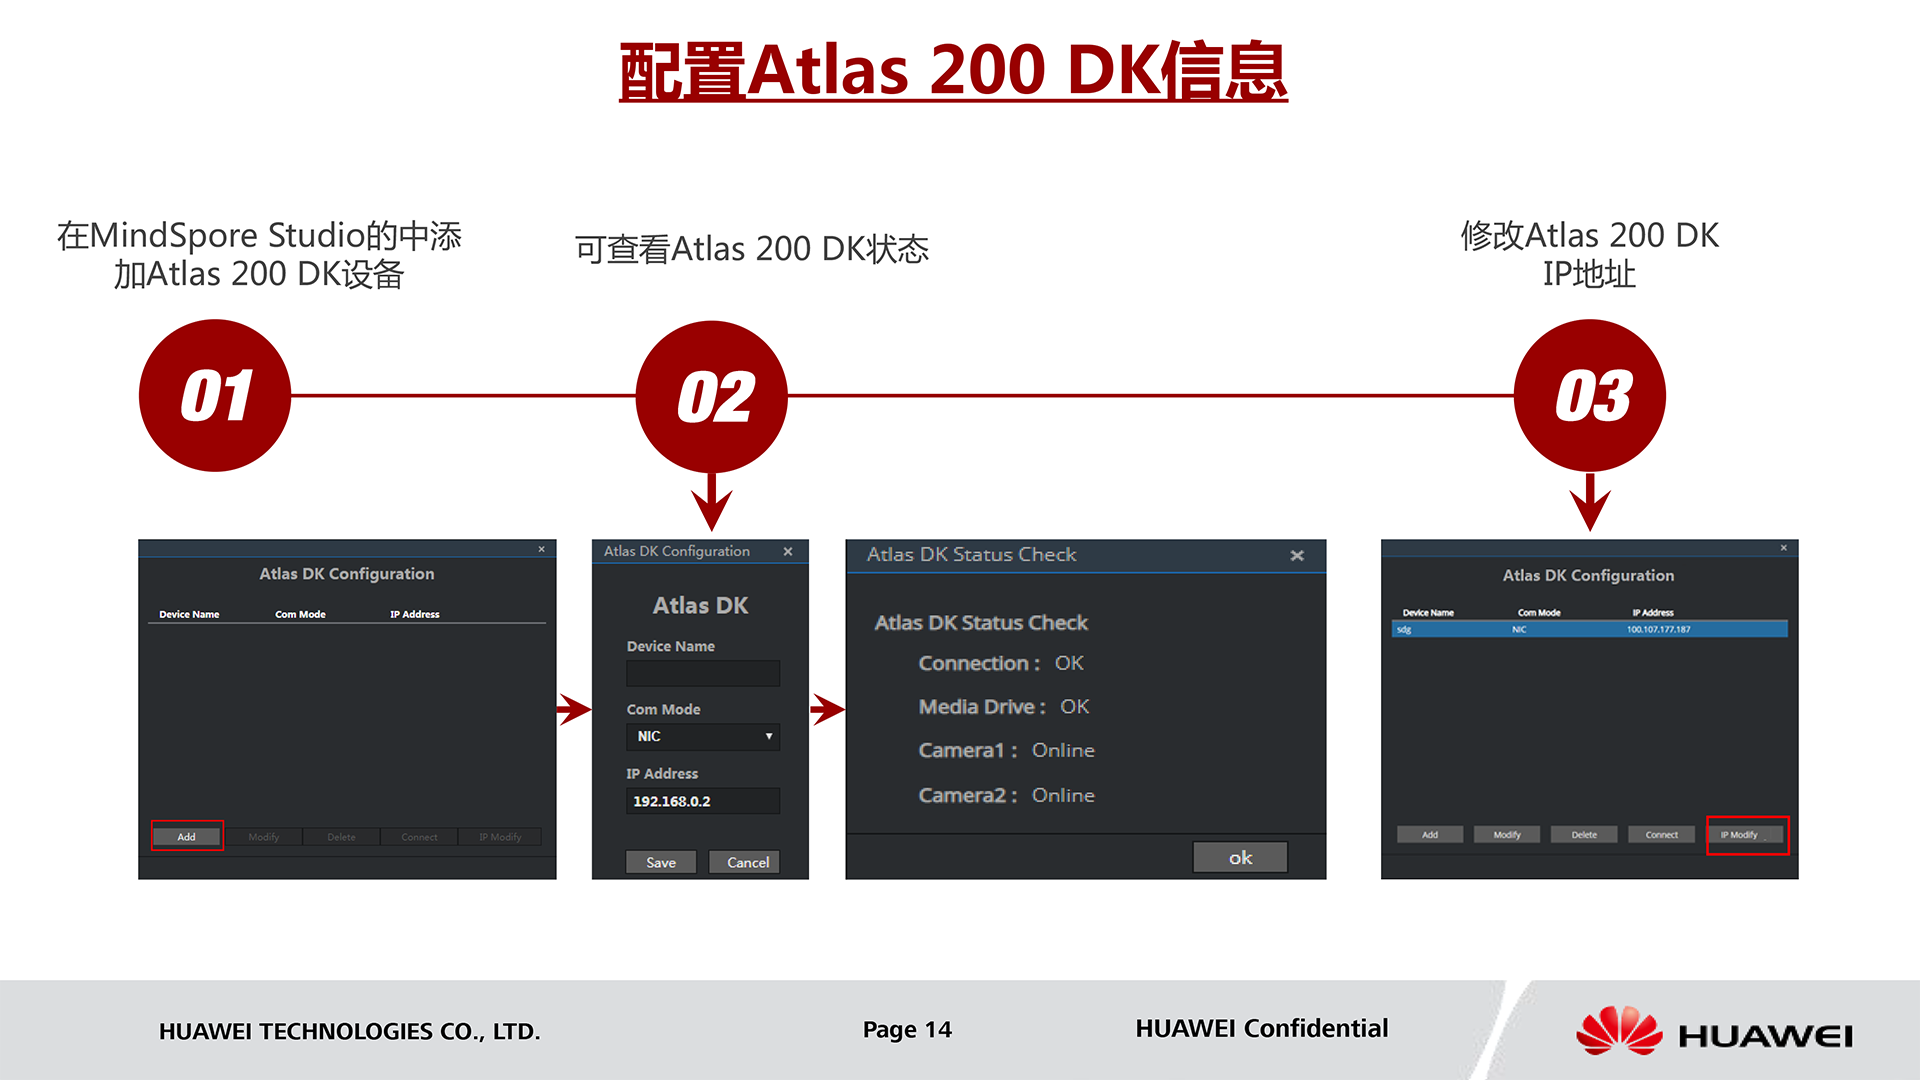 配置Atlas 200 DK信息
在MindSpore Studio的中添
加Atlas 200 DK设备
可查看Atlas 200 DK状态
修改Atlas 200 DK
IP地址
01
02
03
Atlas DK Configuration
Device Name Com Mode IP Address
Add Modify Delete Connect IP Modify
Atlas DK Configuration
Atlas DK
Device Name
Com Mode
NIC
IP Address
192.168.0.2
Save Cancel
Atlas DK Status Check
Atlas DK Status Check
Connection : OK
Media Drive : OK
Camera1 : Online
Camera2 : Online
ok
Atlas DK Configuration
Device Name Com Mode IP Address
sdg NIC 100.107.177.187
Add Modify Delete Connect IP Modify
HUAWEI TECHNOLOGIES CO., LTD.
Page 14
HUAWEI Confidential
HUAWEI